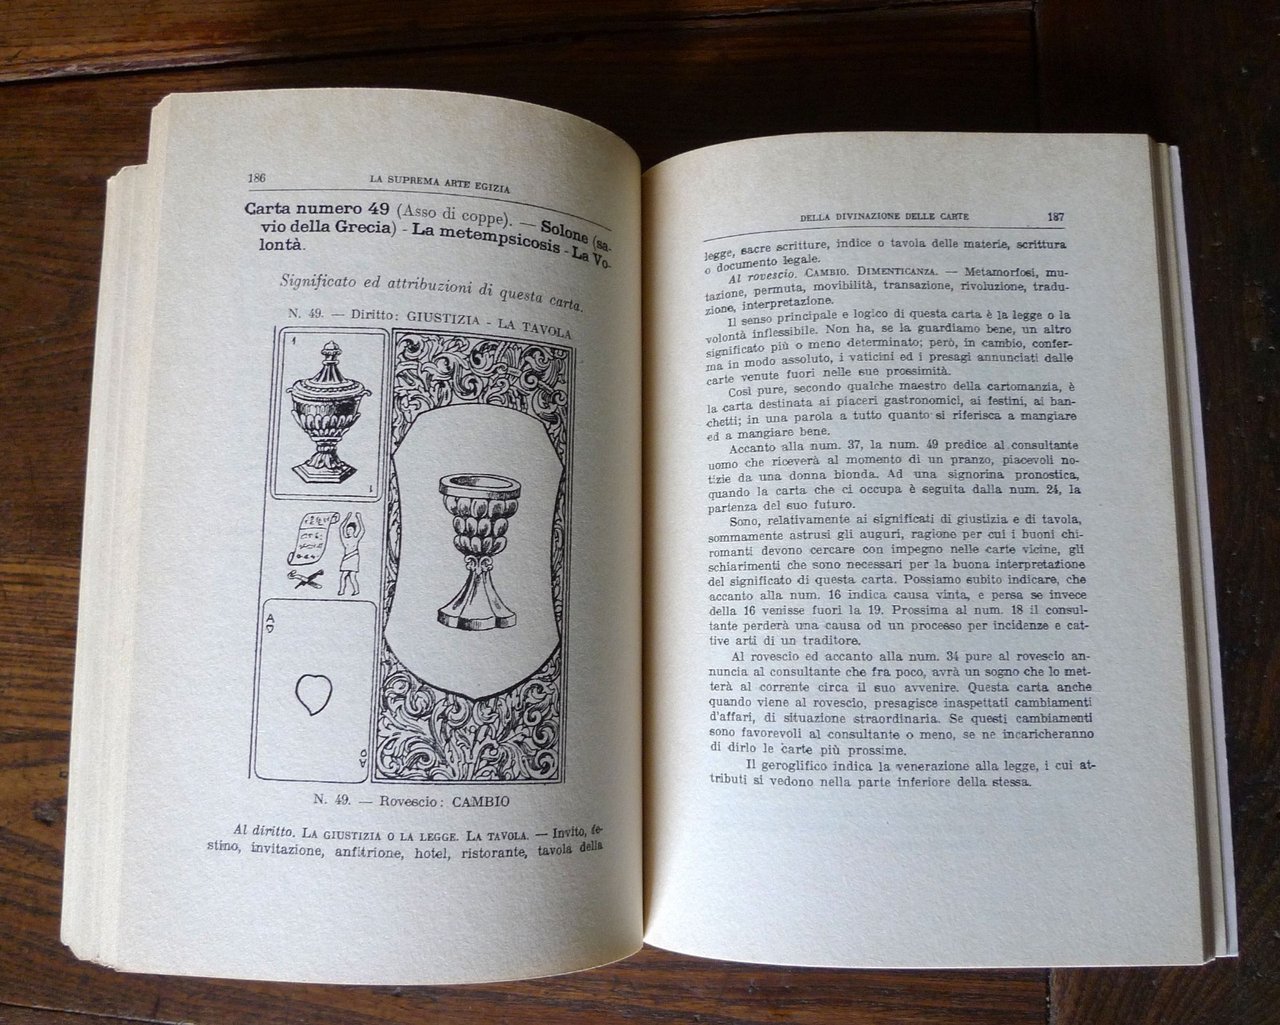 186
LA SUPREMA ARTE EGIZIA
Carta numero 49 (Asso di coppe). — Solone (sa-
vio della Grecia) - La metempsicosis - La Vo-
lontà.
Significato ed attribuzioni di questa carta.
N. 49. — Diritto: GIUSTIZIA - LA TAVOLA
1
1
A
A
N. 49. — Rovescio: CAMBIO
Al diritto. LA GIUSTIZIA O LA LEGGE. LA TAVOLA. — Invito, fe-
stino, invitazione, anfitrione, hotel, ristorante, tavola della
DELLA DIVINAZIONE DELLE CARTE
187
legge, sacre scritture, indice o tavola delle materie, scrittura
o documento legale.
Al rovescio. CAMBIO. DIMENTICANZA. — Metamorfosi, mu-
tazione, permuta, movibilità, transazione, rivoluzione, tradu-
zione, interpretazione.
Il senso principale e logico di questa carta è la legge o la
volontà inflessibile. Non ha, se la guardiamo bene, un altro
significato più o meno determinato; però, in cambio, confer-
ma in modo assoluto, i vaticini ed i presagi annunciati dalle
carte venute fuori nelle sue prossimità.
Così pure, secondo qualche maestro della cartomanzia, è
la carta destinata ai piaceri gastronomici, ai festini, ai ban-
chetti; in una parola a tutto quanto si riferisca a mangiare
ed a mangiare bene.
Accanto alla num. 37, la num. 49 predice al consultante
uomo che riceverà al momento di un pranzo, piacevoli no-
tizie da una donna bionda. Ad una signorina pronostica,
quando la carta che ci occupa è seguita dalla num. 24, la
partenza del suo futuro.
Sono, relativamente ai significati di giustizia e di tavola,
sommamente astrusi gli auguri, ragione per cui i buoni chi-
romanti devono cercare con impegno nelle carte vicine, gli
schiarimenti che sono necessari per la buona interpretazione
del significato di questa carta. Possiamo subito indicare, che
accanto alla num. 16 indica causa vinta, e persa se invece
della 16 venisse fuori la 19. Prossima al num. 18 il consul-
tante perderà una causa od un processo per incidenze e cat-
tive arti di un traditore.
Al rovescio ed accanto alla num. 34 pure al rovescio an-
nuncia al consultante che fra poco, avrà un sogno che lo met-
terà al corrente circa il suo avvenire. Questa carta anche
quando viene al rovescio, presagisce inaspettati cambiamenti
d'affari, di situazione straordinaria. Se questi cambiamenti
sono favorevoli al consultante o meno, se ne incaricheranno
di dirlo le carte più prossime.
Il geroglifico indica la venerazione alla legge, i cui at-
tributi si vedono nella parte inferiore della stessa.